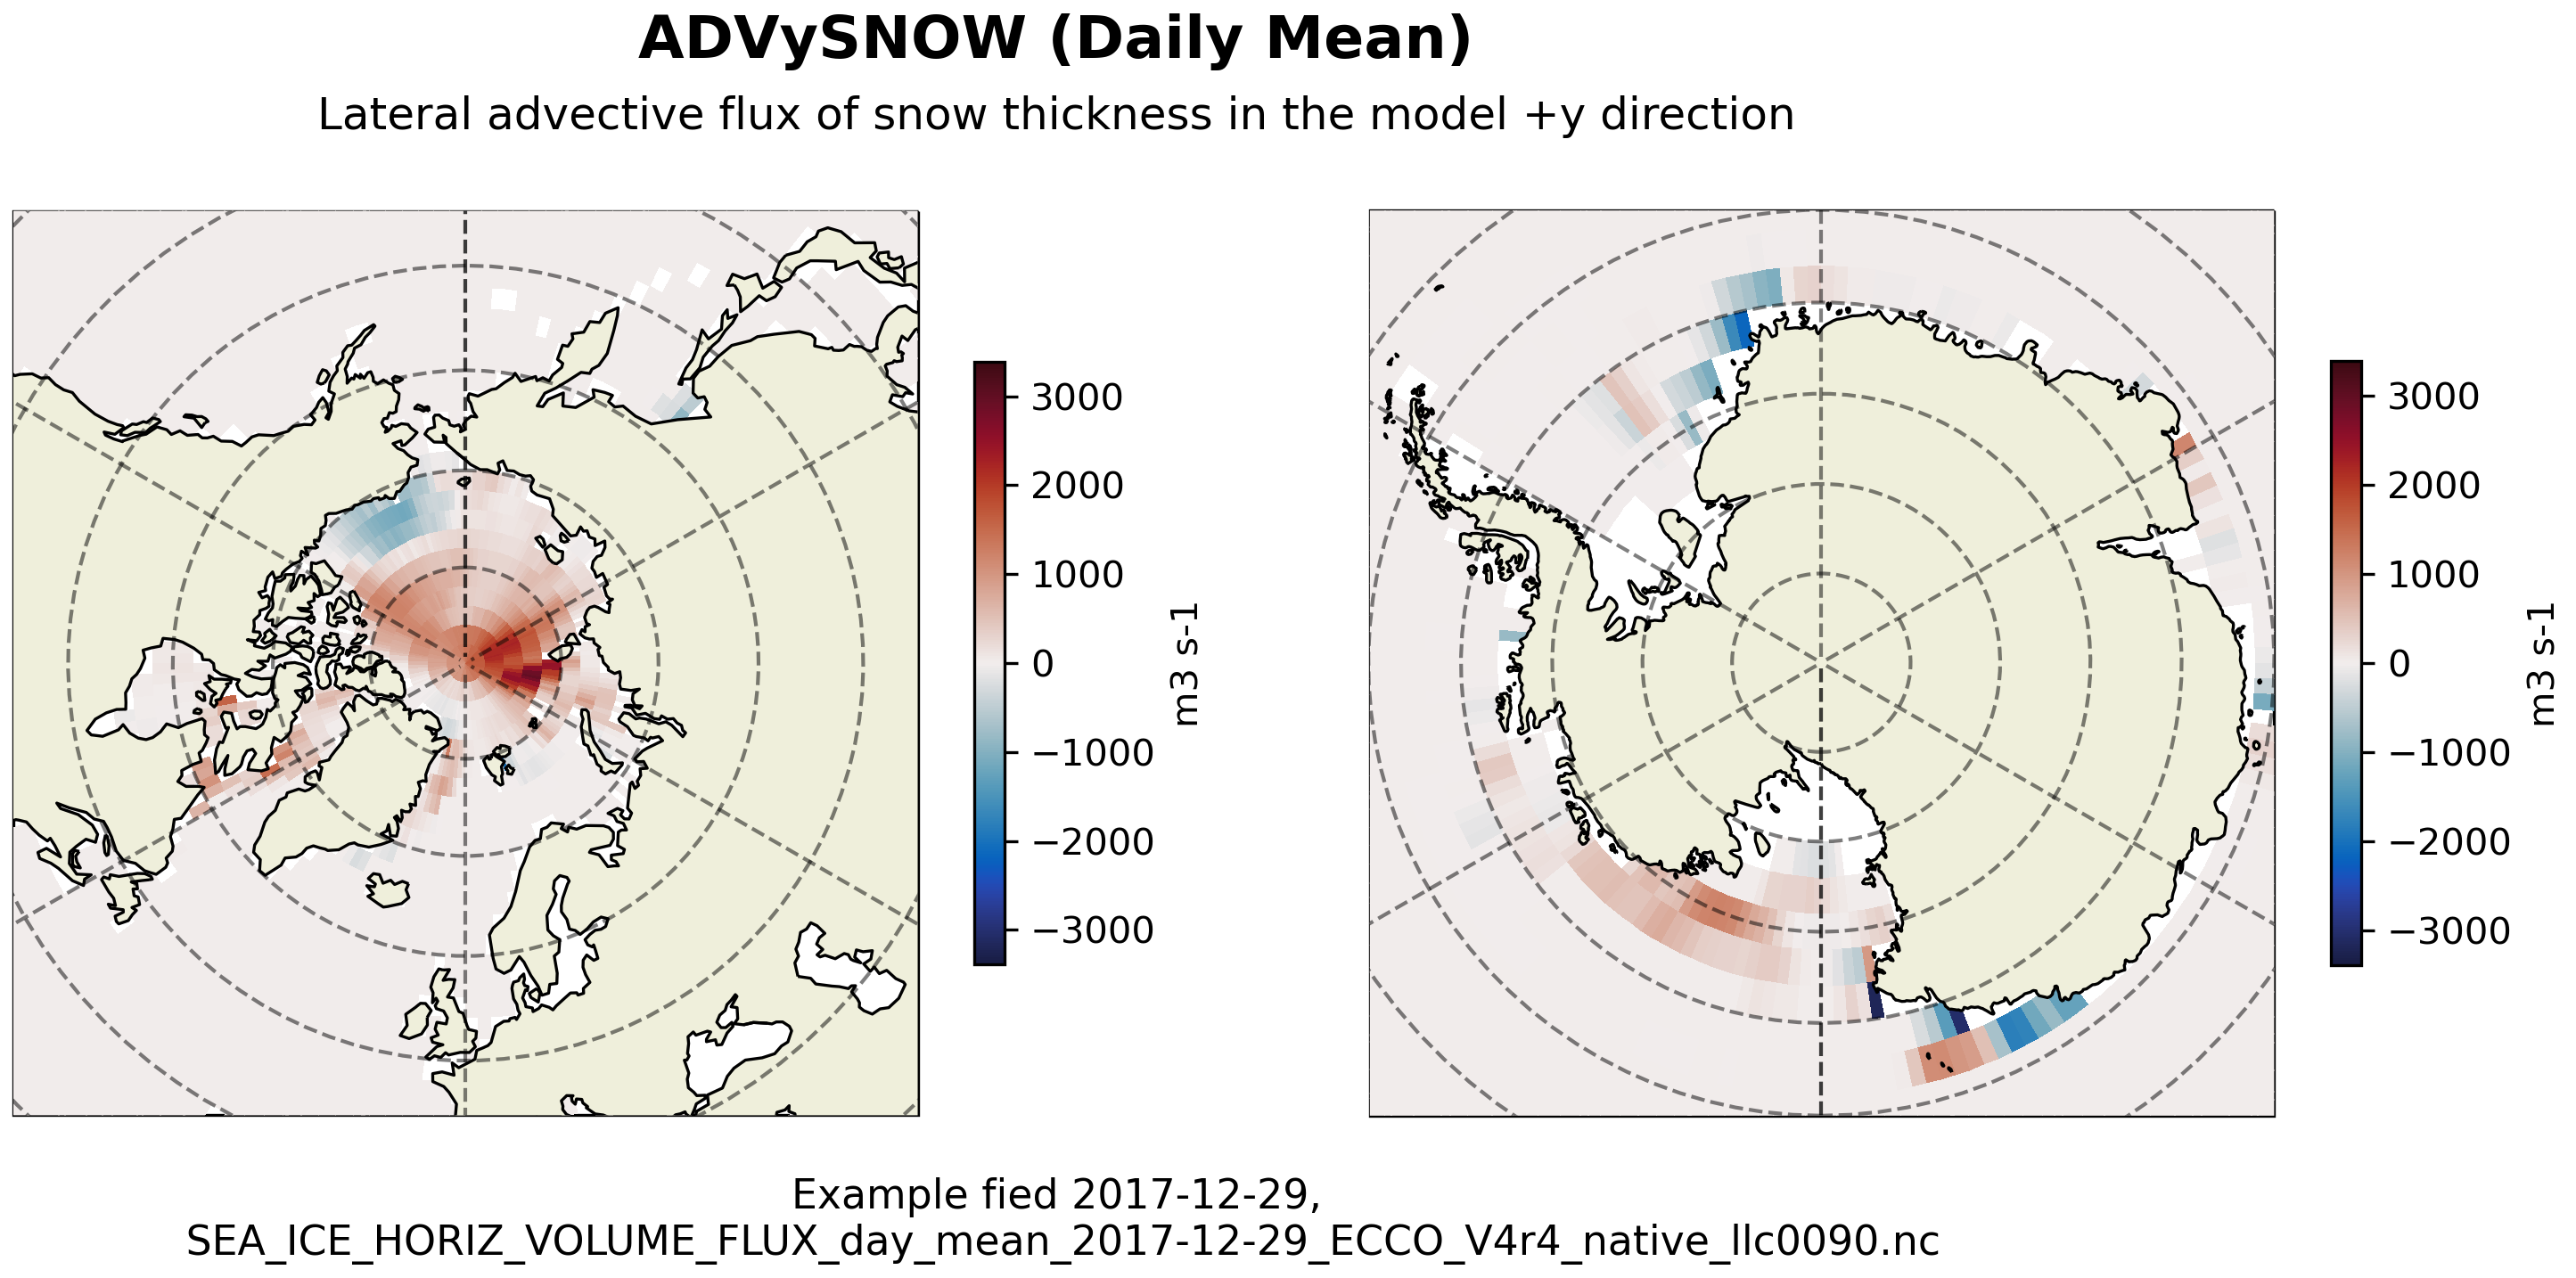 ADVySNOW (Daily Mean)
Lateral advective flux of snow thickness in the model +y direction
3000
2000
1000
0
−1000
−2000
−3000
m3 s-1
3000
2000
1000
0
−1000
−2000
−3000
m3 s-1
Example fied 2017-12-29,
SEA_ICE_HORIZ_VOLUME_FLUX_day_mean_2017-12-29_ECCO_V4r4_native_llc0090.nc